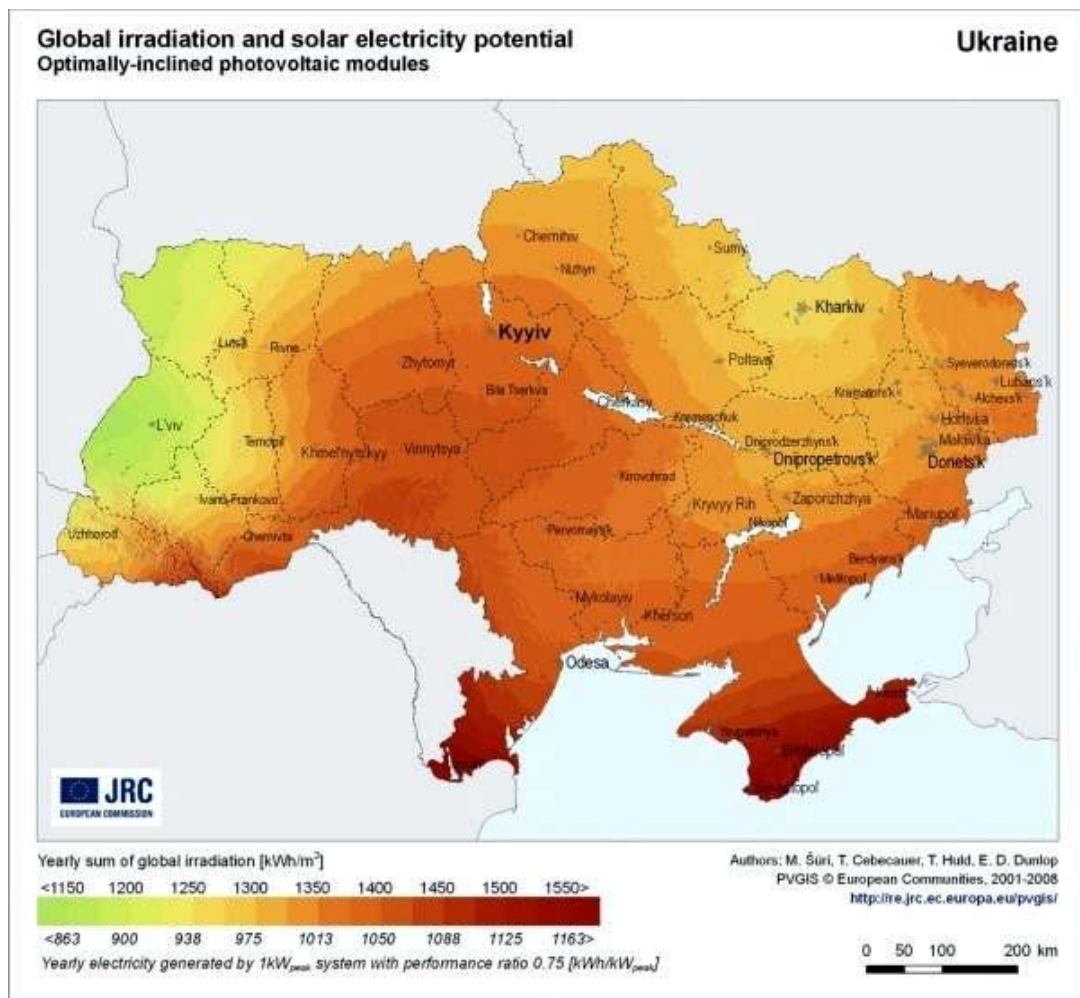 Global irradiation and solar electricity potential
Ukraine
Optimally-inclined photovoltaic modules
Chernihiv
Sumy
Nizhyn
Kharkiv
Kyyiv
Luts'k
Rivne
Zhytomyr
Poltava
Syeverodonets'k
Luhans'k
Bila Tserkva
Kramators'k
Alchevs'k
Cherkasy
L'viv
Kremenchuk
Horlivka
Ternopil'
Khmel'nyts'kyy
Vinnytsya
Dniprodzerzhyns'k
Makiivka
Dnipropetrovs'k
Donets'k
Kirovohrad
Ivano-Frankovo
Zaporizhzhya
Kryvyy Rih
Mariupol'
Uzhhorod
Chernivts
Pervomays'k
Nikopol'
Berdyans'k
Melitopol'
Mykolayiv
Kherson
Odesa
JRC
EUROPEAN COMMISSION
Yearly sum of global irradiation [kWh/m²]
<1150 1200 1250 1300 1350 1400 1450 1500 1550>
<863 900 938 975 1013 1050 1088 1125 1163>
Yearly electricity generated by 1kWpeak system with performance ratio 0.75 [kWh/kWpeak]
Authors: M. Šúri, T. Cebecauer, T. Huld, E. D. Dunlop
PVGIS © European Communities, 2001-2008
http://re.jrc.ec.europa.eu/pvgis/
0 50 100 200 km